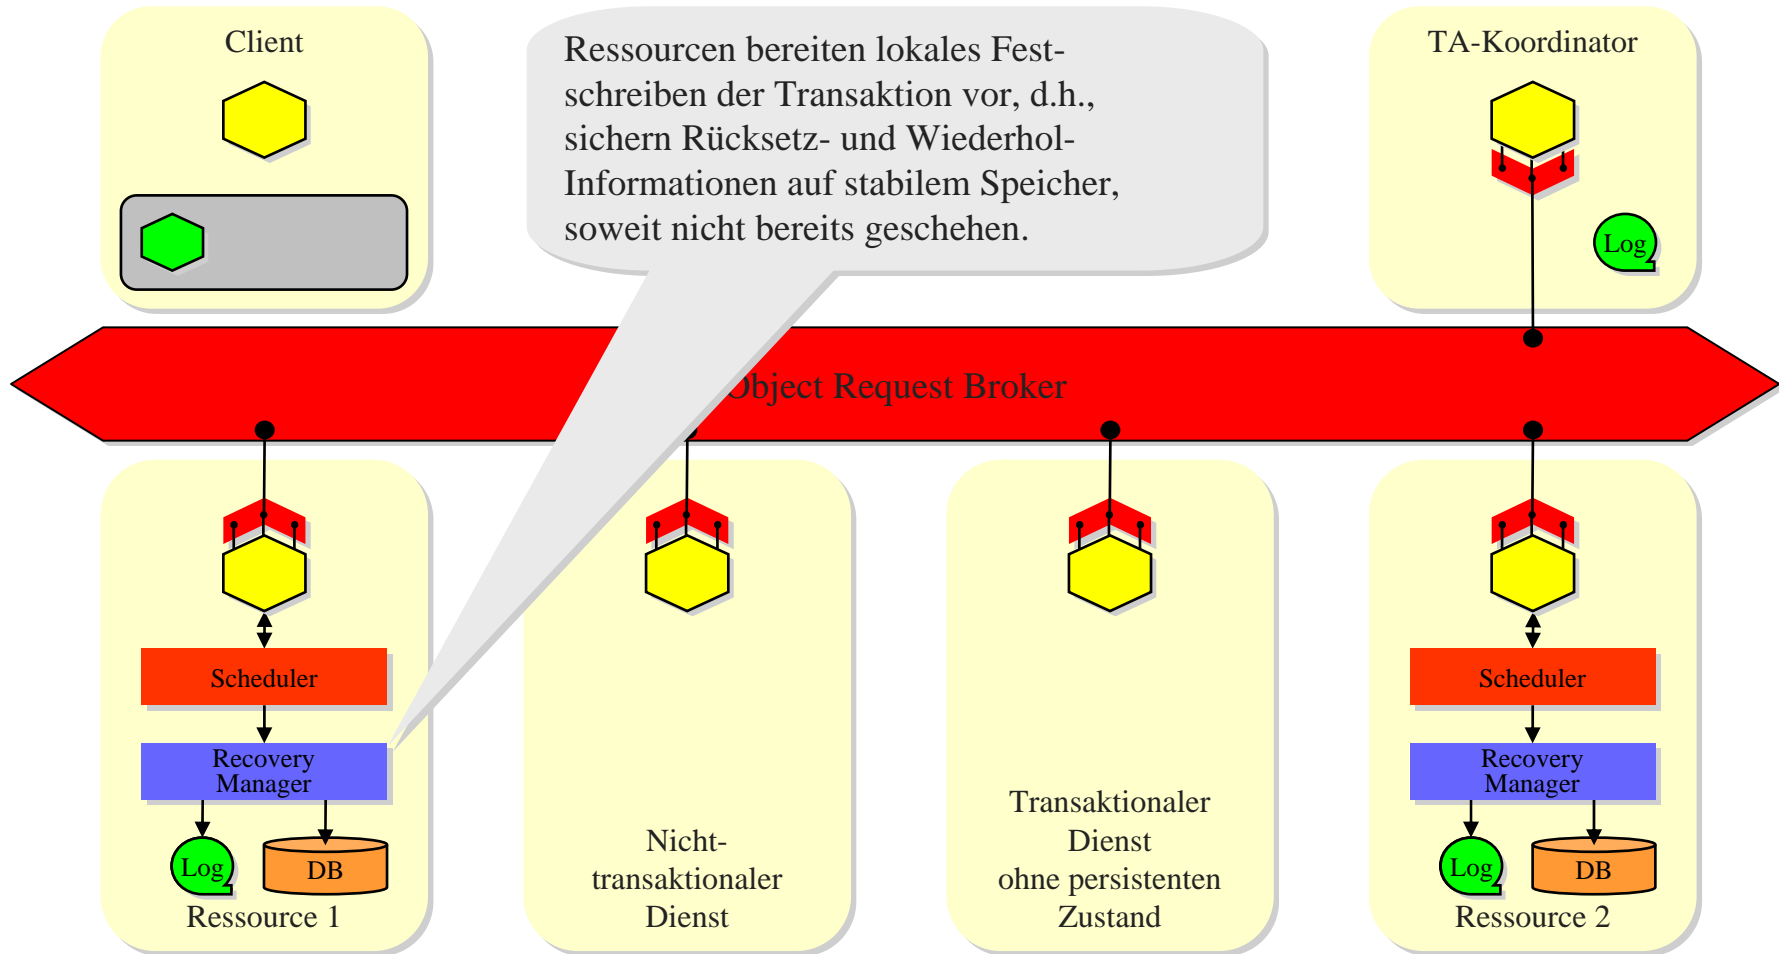 Client
Ressourcen bereiten lokales Fest-
schreiben der Transaktion vor, d.h.,
sichern Rücksetz- und Wiederhol-
Informationen auf stabilem Speicher,
soweit nicht bereits geschehen.
TA-Koordinator
Log
Object Request Broker
Scheduler
Recovery
Manager
Log
DB
Ressource 1
Nicht-
transaktionaler
Dienst
Transaktionaler
Dienst
ohne persistenten
Zustand
Scheduler
Recovery
Manager
Log
DB
Ressource 2